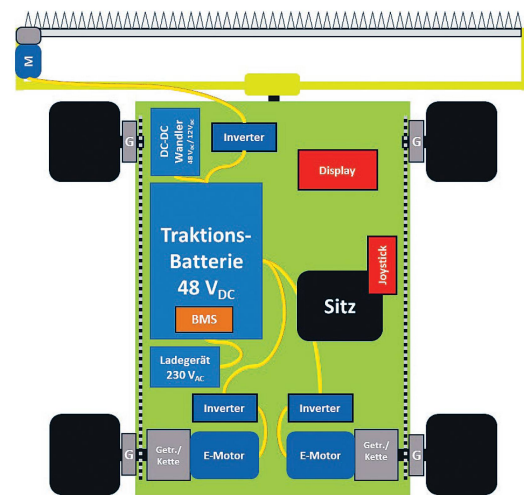 M
DC-DC
Wandler
48 VDC/12VDC
Inverter
G
G
Display
Traktions-
Batterie
48 VDC
BMS
Joystick
Sitz
Ladegerät
230 VAC
Inverter
Inverter
G
Getr./
Kette
E-Motor
E-Motor
Getr./
Kette
G